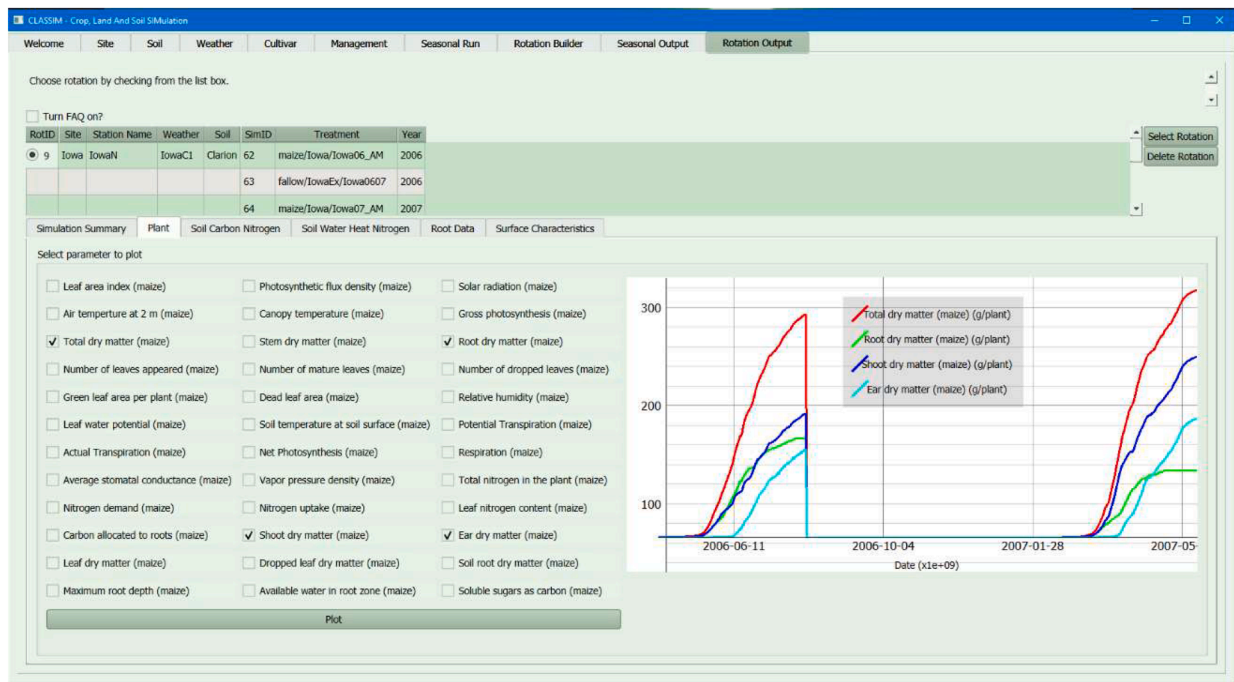 CLASSIM - Crop, Land And Soil SIMulation
Welcome Site Soil Weather Cultivar Management Seasonal Run Rotation Builder Seasonal Output Rotation Output
Choose rotation by checking from the list box.
Turn FAQ on?
RotID Site Station Name Weather Soil SimID Treatment Year
Select Rotation
9 Iowa IowaN IowaC1 Clarion 62 maize/Iowa/Iowa06_AM 2006
Delete Rotation
63 fallow/IowaEx/Iowa0607 2006
64 maize/Iowa/Iowa07_AM 2007
Simulation Summary Plant Soil Carbon Nitrogen Soil Water Heat Nitrogen Root Data Surface Characteristics
Select parameter to plot
Leaf area index (maize) Photosynthetic flux density (maize) Solar radiation (maize)
Air temperture at 2 m (maize) Canopy temperature (maize) Gross photosynthesis (maize)
Total dry matter (maize) Stem dry matter (maize) Root dry matter (maize)
Number of leaves appeared (maize) Number of mature leaves (maize) Number of dropped leaves (maize)
Green leaf area per plant (maize) Dead leaf area (maize) Relative humidity (maize)
Leaf water potential (maize) Soil temperature at soil surface (maize) Potential Transpiration (maize)
Actual Transpiration (maize) Net Photosynthesis (maize) Respiration (maize)
Average stomatal conductance (maize) Vapor pressure density (maize) Total nitrogen in the plant (maize)
Nitrogen demand (maize) Nitrogen uptake (maize) Leaf nitrogen content (maize)
Carbon allocated to roots (maize) Shoot dry matter (maize) Ear dry matter (maize)
Leaf dry matter (maize) Dropped leaf dry matter (maize) Soil root dry matter (maize)
Maximum root depth (maize) Available water in root zone (maize) Soluble sugars as carbon (maize)
Plot
300
200
100
Total dry matter (maize) (g/plant)
Root dry matter (maize) (g/plant)
Shoot dry matter (maize) (g/plant)
Ear dry matter (maize) (g/plant)
2006-06-11 2006-10-04 2007-01-28 2007-05-
Date (x1e+09)